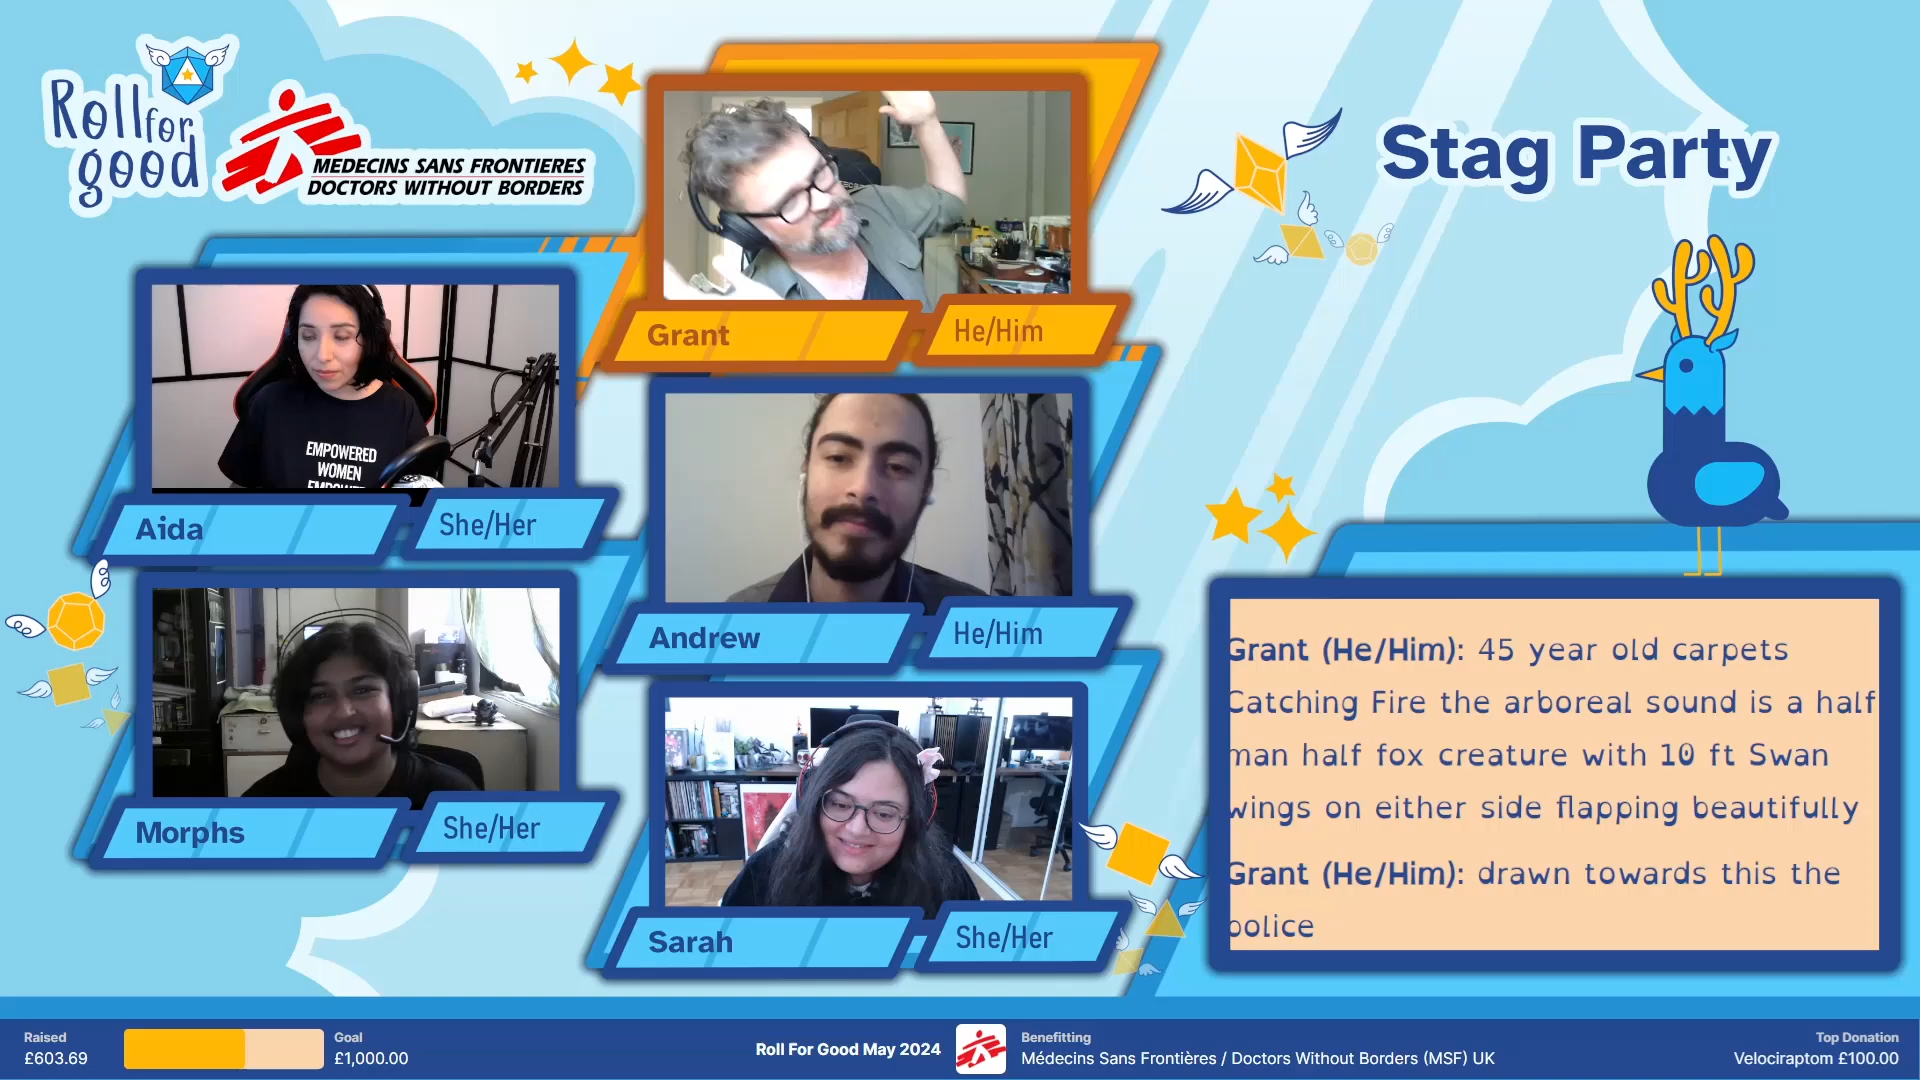 Roll for good
MEDECINS SANS FRONTIERES
DOCTORS WITHOUT BORDERS
Stag Party
Grant
He/Him
EMPOWERED
WOMEN
Aida
She/Her
Andrew
He/Him
Morphs
She/Her
Sarah
She/Her
Grant (He/Him): 45 year old carpets
Catching Fire the arboreal sound is a half
man half fox creature with 10 ft Swan
wings on either side flapping beautifully
Grant (He/Him): drawn towards this the
police
Raised
£603.69
Goal
£1,000.00
Roll For Good May 2024
Benefitting
Médecins Sans Frontières / Doctors Without Borders (MSF) UK
Top Donation
Velociraptom £100.00